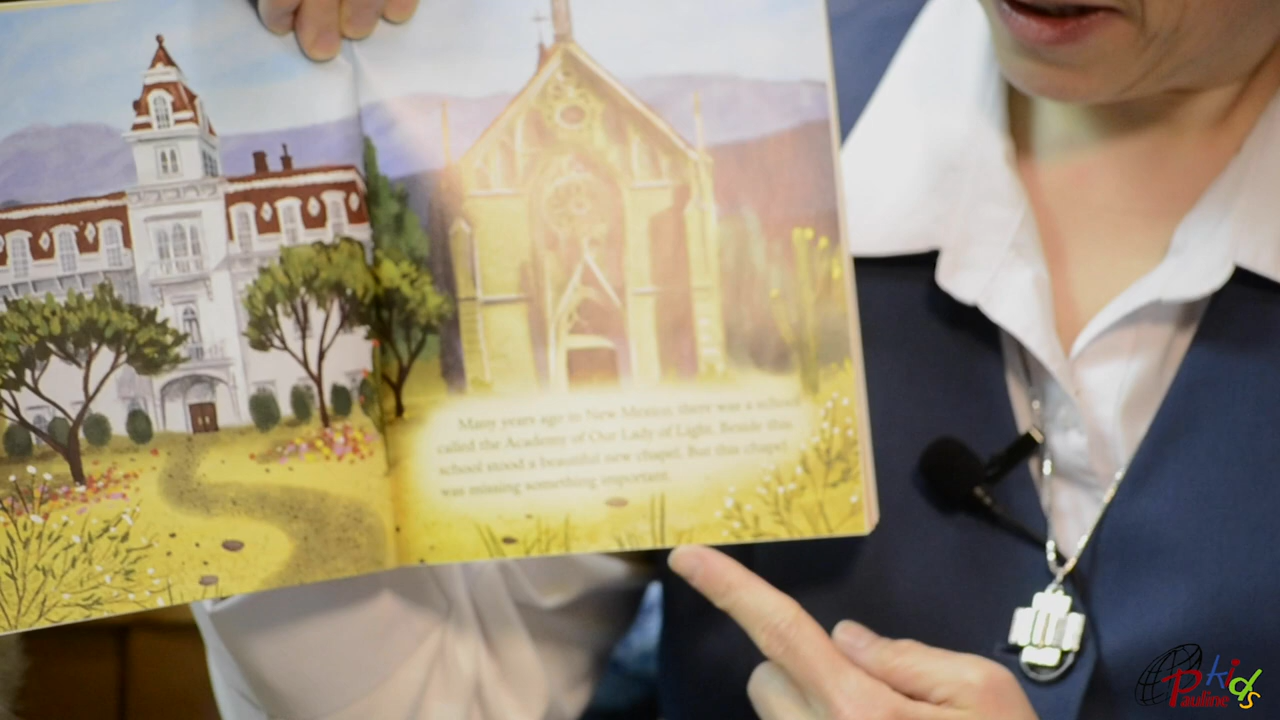 Many years ago in New Mexico, there was a school
called the Academy of Our Lady of Light. Beside this
school stood a beautiful new chapel. But this chapel
was missing something important.
Pauline kids